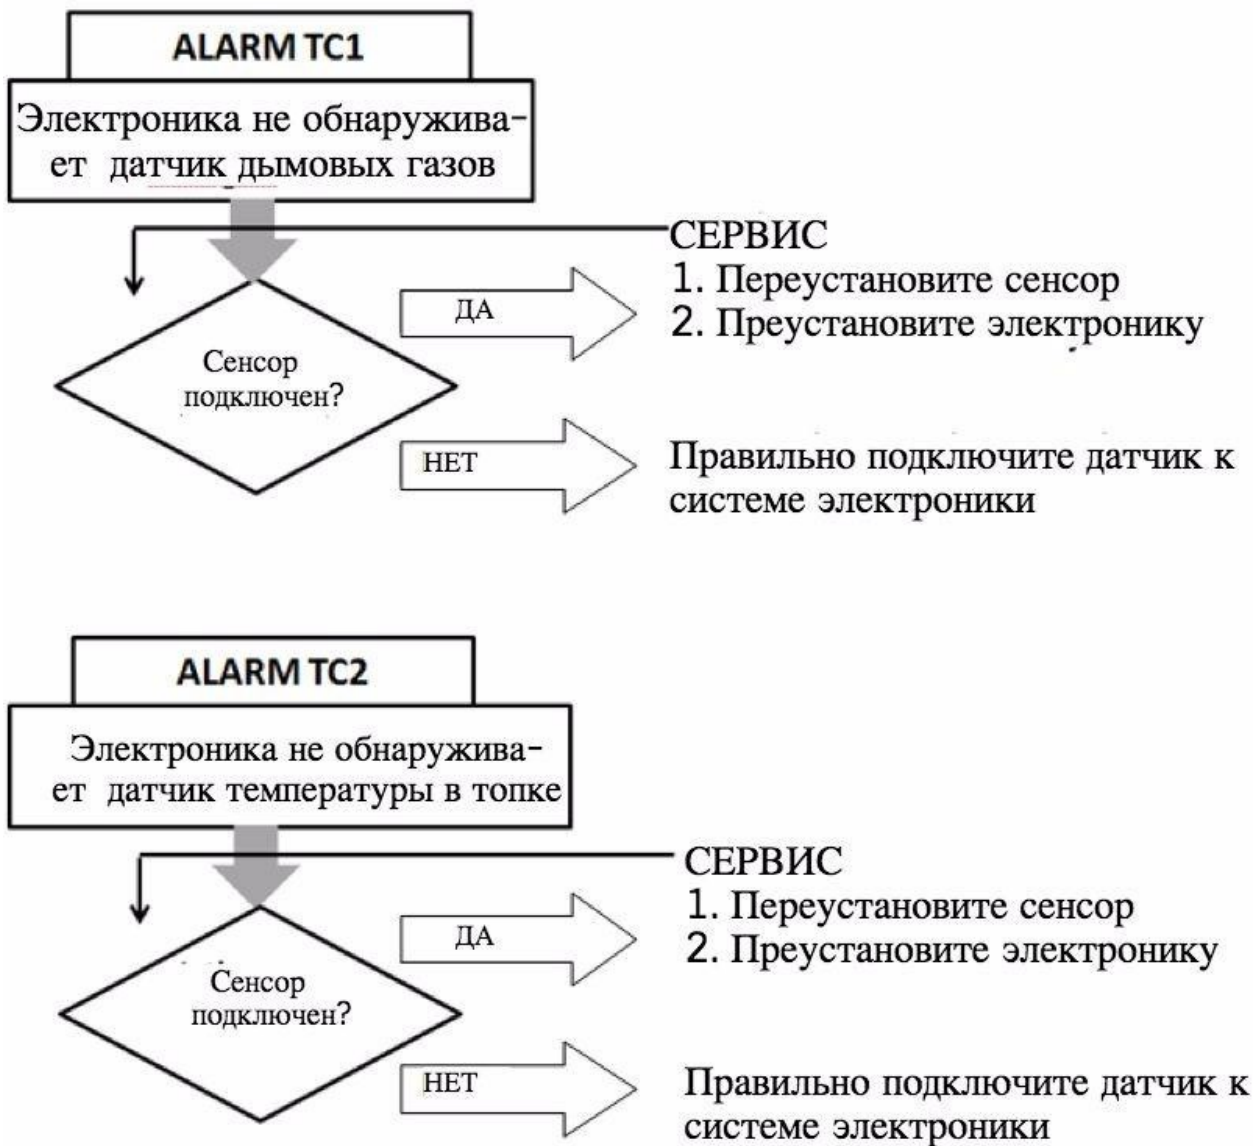 ALARM TC1
Электроника не обнаружива-
ет датчик дымовых газов
СЕРВИС
1. Переустановите сенсор
2. Преустановите электронику
ДА
Сенсор
подключен?
НЕТ
Правильно подключите датчик к
системе электроники
ALARM TC2
Электроника не обнаружива-
ет датчик температуры в топке
СЕРВИС
1. Переустановите сенсор
2. Преустановите электронику
ДА
Сенсор
подключен?
НЕТ
Правильно подключите датчик к
системе электроники